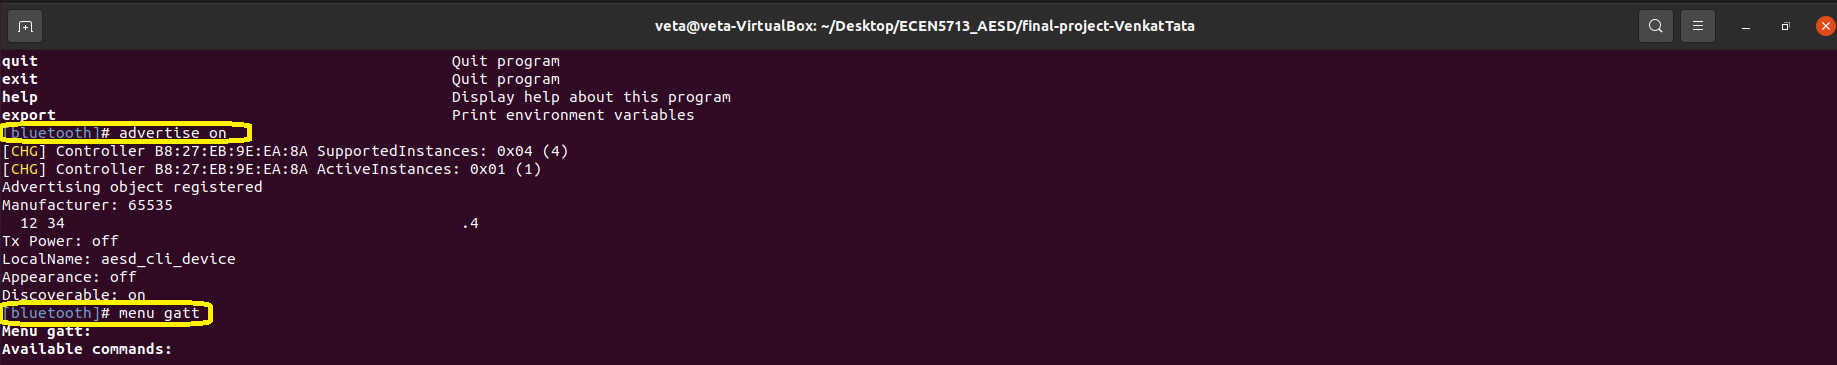 veta@veta-VirtualBox: ~/Desktop/ECEN5713_AESD/final-project-VenkatTata
quit Quit program
exit Quit program
help Display help about this program
export Print environment variables
[bluetooth]# advertise on
[CHG] Controller B8:27:EB:9E:EA:8A SupportedInstances: 0x04 (4)
[CHG] Controller B8:27:EB:9E:EA:8A ActiveInstances: 0x01 (1)
Advertising object registered
Manufacturer: 65535
12 34 .4
Tx Power: off
LocalName: aesd_cli_device
Appearance: off
Discoverable: on
[bluetooth]# menu gatt
Menu gatt:
Available commands: